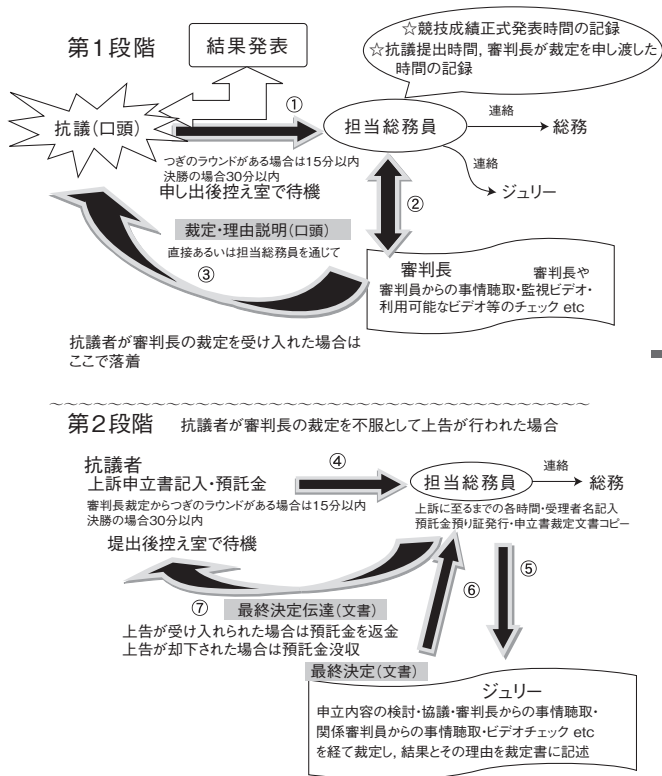 第1段階
結果発表
☆競技成績正式発表時間の記録
☆抗議提出時間, 審判長が裁定を申し渡した
時間の記録
抗議(口頭)
①
担当総務員
連絡
総務
連絡
ジュリー
つぎのラウンドがある場合は15分以内
決勝の場合30分以内
申し出後控え室で待機
②
裁定・理由説明(口頭)
直接あるいは担当総務員を通じて
③
審判長 審判長や
審判員からの事情聴取・監視ビデオ・
利用可能なビデオ等のチェック etc
抗議者が審判長の裁定を受け入れた場合は
ここで落着
第2段階 抗議者が審判長の裁定を不服として上告が行われた場合
抗議者
上訴申立書記入・預託金
④
担当総務員
連絡
総務
審判長裁定からつぎのラウンドがある場合は15分以内
決勝の場合30分以内
上訴に至るまでの各時間・受理者名記入
預託金預り証発行・申立書裁定文書コピー
堤出後控え室で待機
⑤
⑥
⑦
最終決定伝達(文書)
上告が受け入れられた場合は預託金を返金
上告が却下された場合は預託金没収
最終決定(文書)
ジュリー
申立内容の検討・協議・審判長からの事情聴取・
関係審判員からの事情聴取・ビデオチェック etc
を経て裁定し, 結果とその理由を裁定書に記述